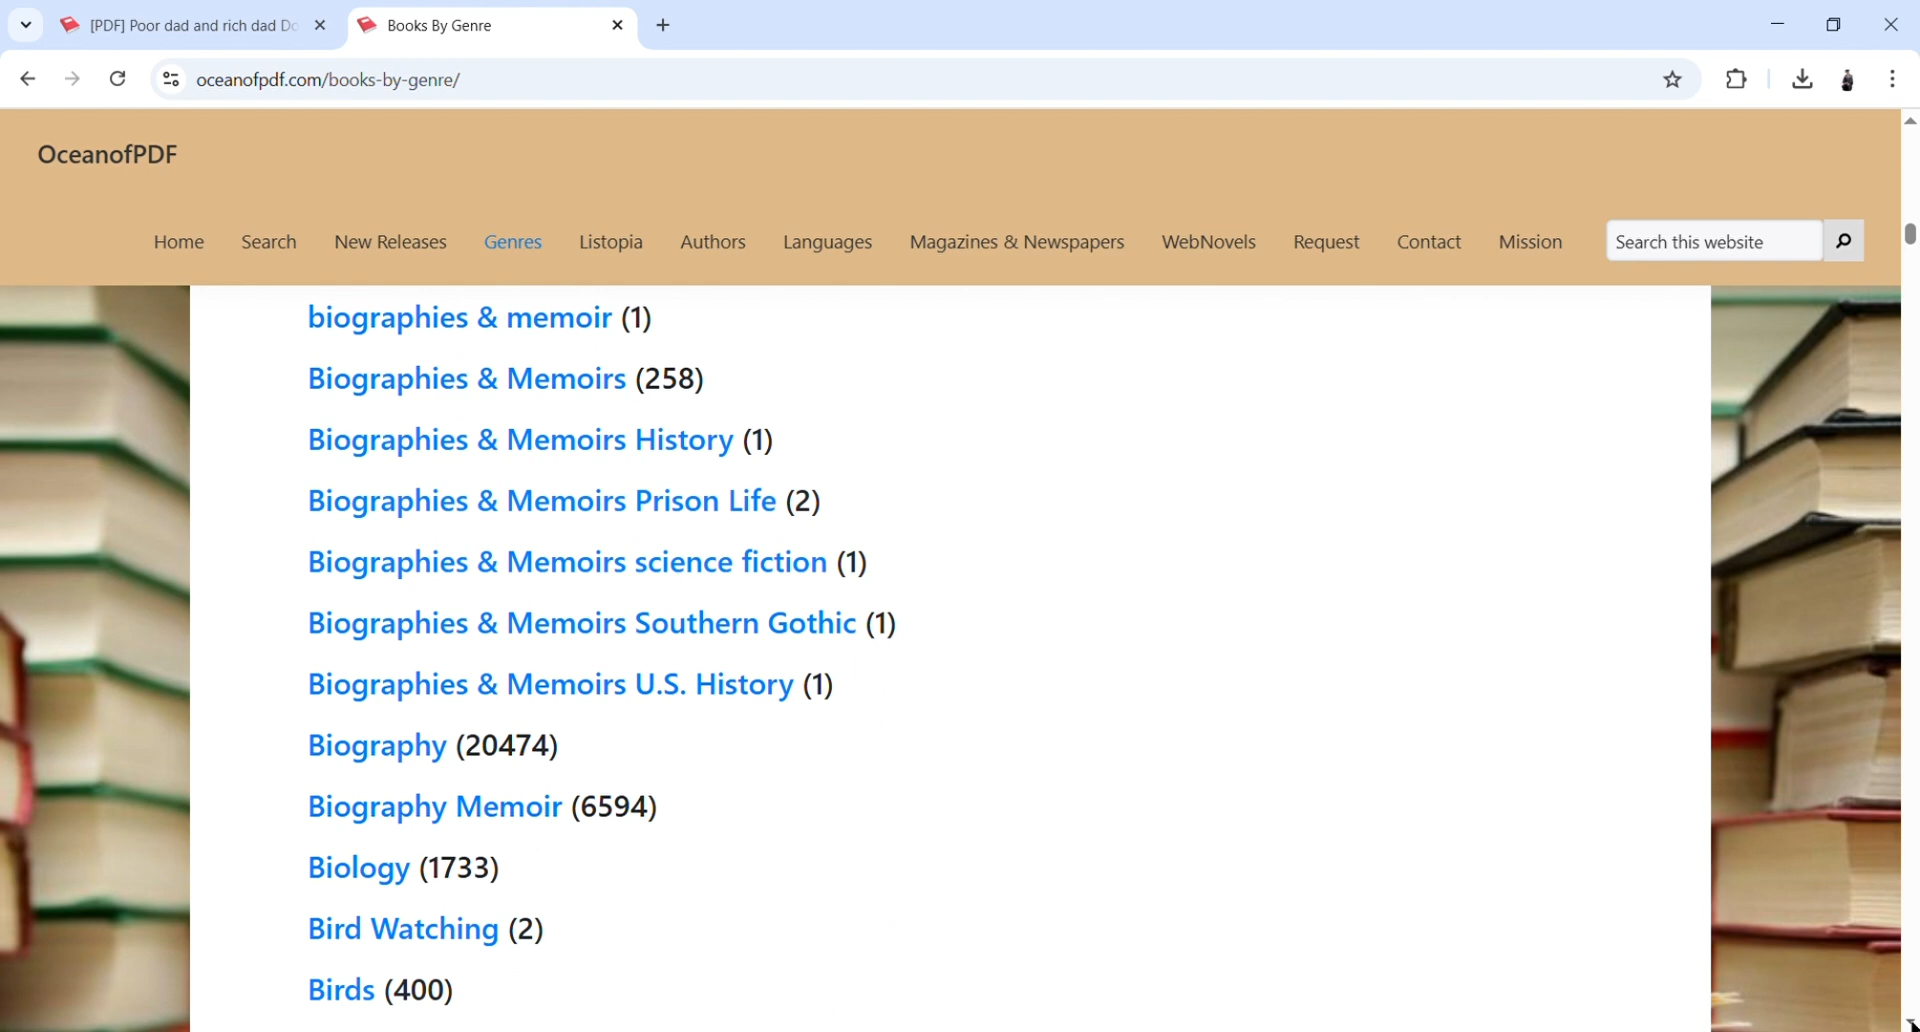 [PDF] Poor dad and rich dad Do
Books By Genre
oceanofpdf.com/books-by-genre/
OceanofPDF
Home Search New Releases Genres Listopia Authors Languages Magazines & Newspapers WebNovels Request Contact Mission Search this website
biographies & memoir (1)
Biographies & Memoirs (258)
Biographies & Memoirs History (1)
Biographies & Memoirs Prison Life (2)
Biographies & Memoirs science fiction (1)
Biographies & Memoirs Southern Gothic (1)
Biographies & Memoirs U.S. History (1)
Biography (20474)
Biography Memoir (6594)
Biology (1733)
Bird Watching (2)
Birds (400)